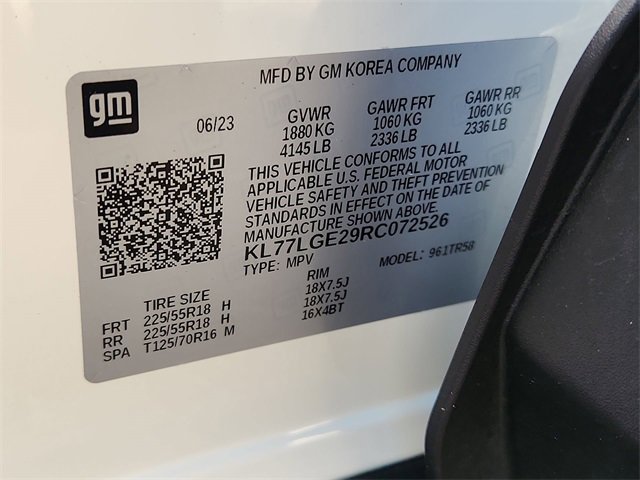 MFD BY GM KOREA COMPANY
gm
06/23
GVWR GAWR FRT GAWR RR
1880 KG 1060 KG 1060 KG
4145 LB 2336 LB 2336 LB
THIS VEHICLE CONFORMS TO ALL
APPLICABLE U.S. FEDERAL MOTOR
VEHICLE SAFETY AND THEFT PREVENTION
STANDARDS IN EFFECT ON THE DATE OF
MANUFACTURE SHOWN ABOVE.
KL77LGE29RC072526
TYPE: MPV MODEL: 961TR58
TIRE SIZE RIM
FRT 225/55R18 H 18X7.5J
RR 225/55R18 H 18X7.5J
SPA T125/70R16 M 16X4BT